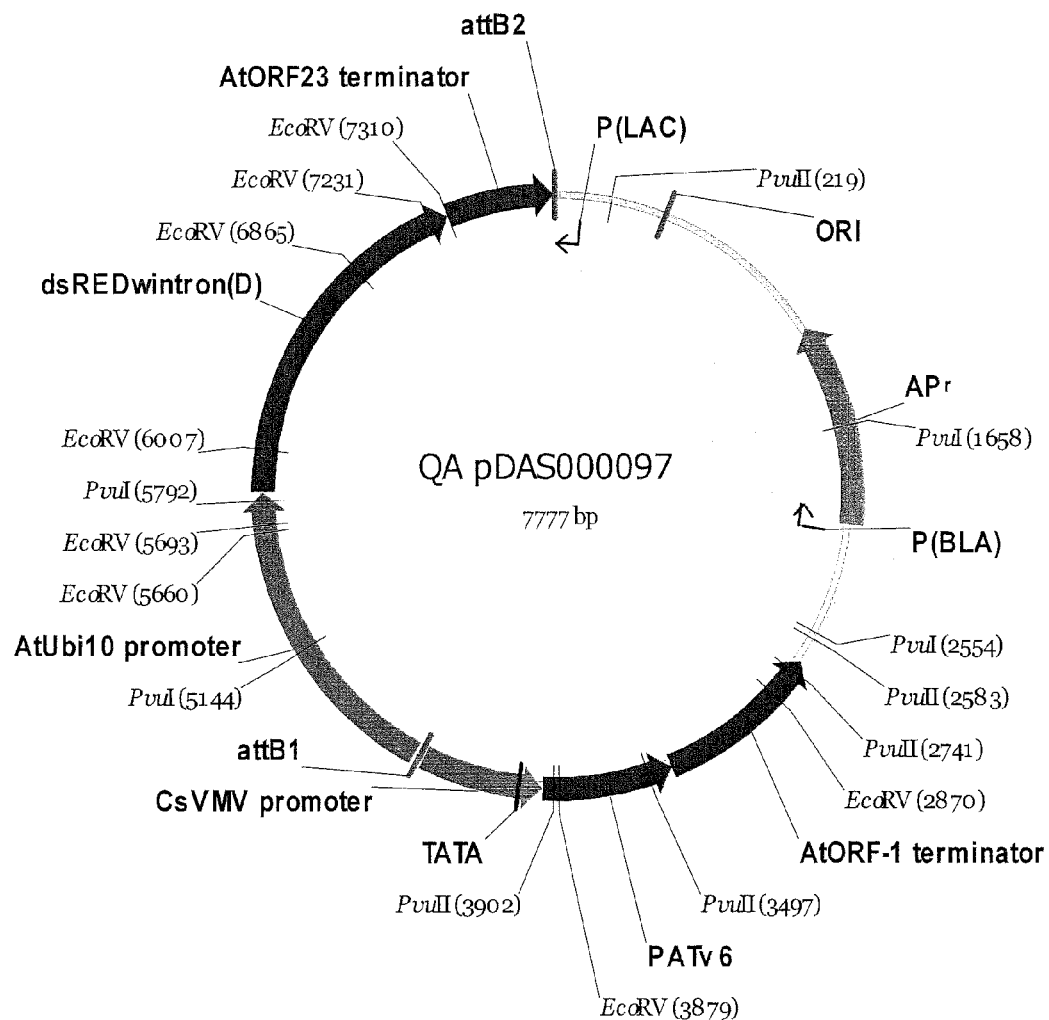 attB2
AtORF23 terminator
P(LAC)
EcoRV (7310)
PvuII (219)
EcoRV (7231)
ORI
EcoRV (6865)
dsREDwintron(D)
APr
PvuI (1658)
EcoRV (6007)
QA pDAS000097
PvuI (5792)
7777 bp
EcoRV (5693)
P(BLA)
EcoRV (5660)
AtUbi10 promoter
PvuI (2554)
PvuI (5144)
PvuII (2583)
attB1
PvuII (2741)
CsVMV promoter
EcoRV (2870)
TATA
AtORF-1 terminator
PvuII (3902)
PvuII (3497)
PATv 6
EcoRV (3879)